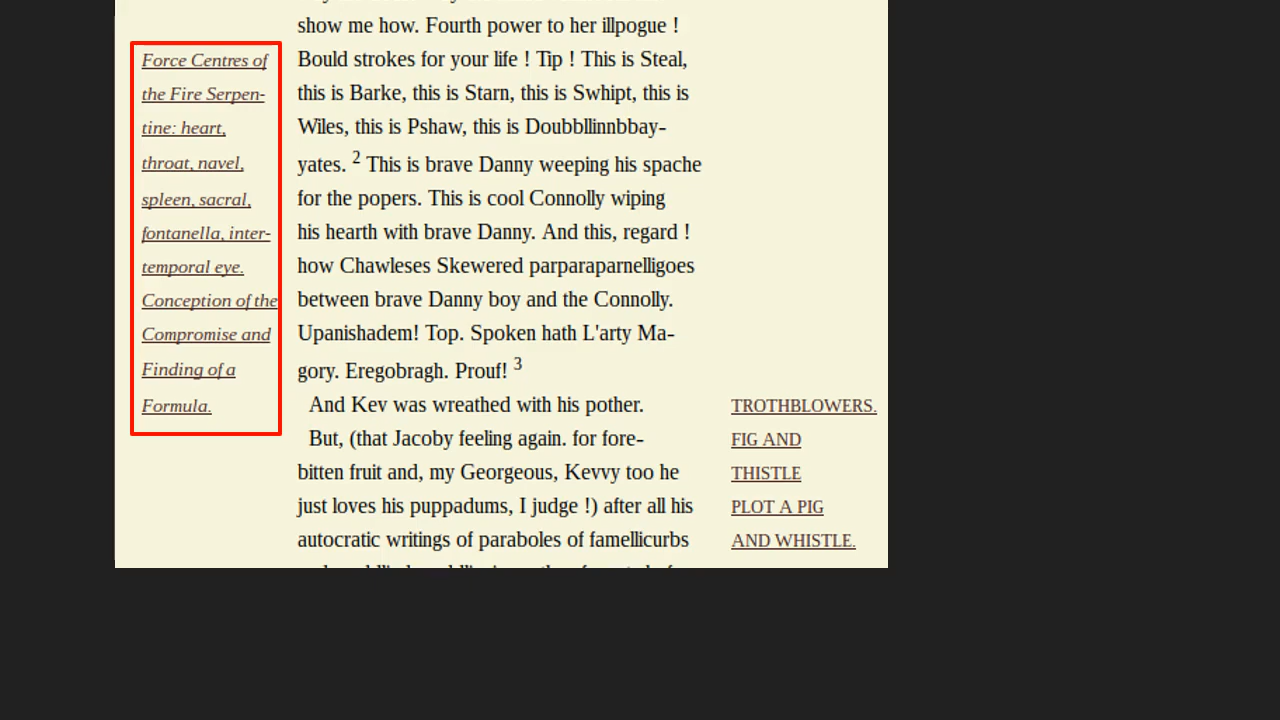 show me how. Fourth power to her illpogue !
Force Centres of
the Fire Serpen-
tine: heart,
throat, navel,
spleen, sacral,
fontanella, inter-
temporal eye.
Conception of the
Compromise and
Finding of a
Formula.
Bould strokes for your life ! Tip ! This is Steal,
this is Barke, this is Starn, this is Swhipt, this is
Wiles, this is Pshaw, this is Doubbllinnbbay-
yates. 2 This is brave Danny weeping his spache
for the popers. This is cool Connolly wiping
his hearth with brave Danny. And this, regard !
how Chawleses Skewered parparaparnelligoes
between brave Danny boy and the Connolly.
Upanishadem! Top. Spoken hath L'arty Ma-
gory. Eregobragh. Prouf! 3
And Kev was wreathed with his pother.
But, (that Jacoby feeling again. for fore-
bitten fruit and, my Georgeous, Kevvy too he
just loves his puppadums, I judge !) after all his
autocratic writings of paraboles of famellicurbs
TROTHBLOWERS.
FIG AND
THISTLE
PLOT A PIG
AND WHISTLE.